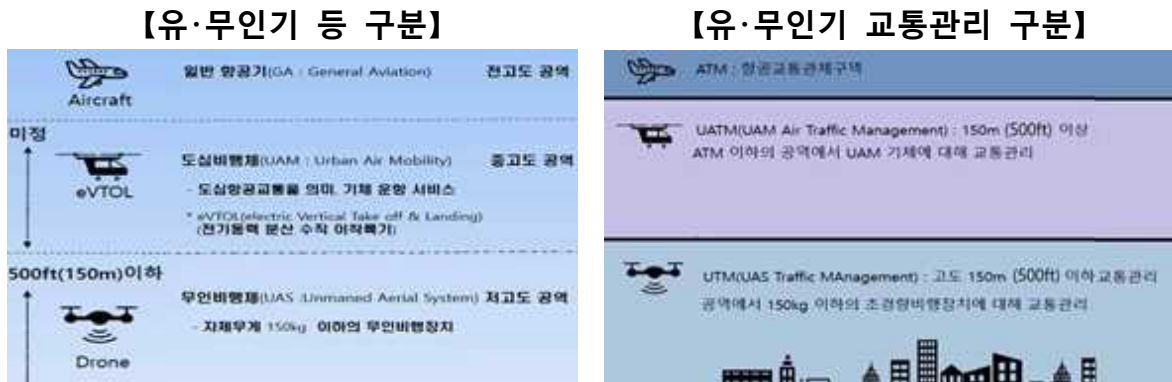 【유·무인기 등 구분】
일반 항공기(GA : General Aviation) 전고도 공역
Aircraft
미정
도심비행체(UAM : Urban Air Mobility) 중고도 공역
eVTOL
- 도심항공교통을 의미, 기체 운항 서비스
* eVTOL(electric Vertical Take off & Landing)
(전기동력 분산 수직 이착륙기)
500ft(150m)이하
무인비행체(UAS :Unmaned Aerial System) 저고도 공역
- 자체무게 150kg 이하의 무인비행장치
Drone
【유·무인기 교통관리 구분】
ATM : 항공교통관제구역
UATM(UAM Air Traffic Management) : 150m (500ft) 이상
ATM 이하의 공역에서 UAM 기체에 대해 교통관리
UTM(UAS Traffic MAnagement) : 고도 150m (500ft) 이하 교통관리
공역에서 150kg 이하의 초경량비행장치에 대해 교통관리